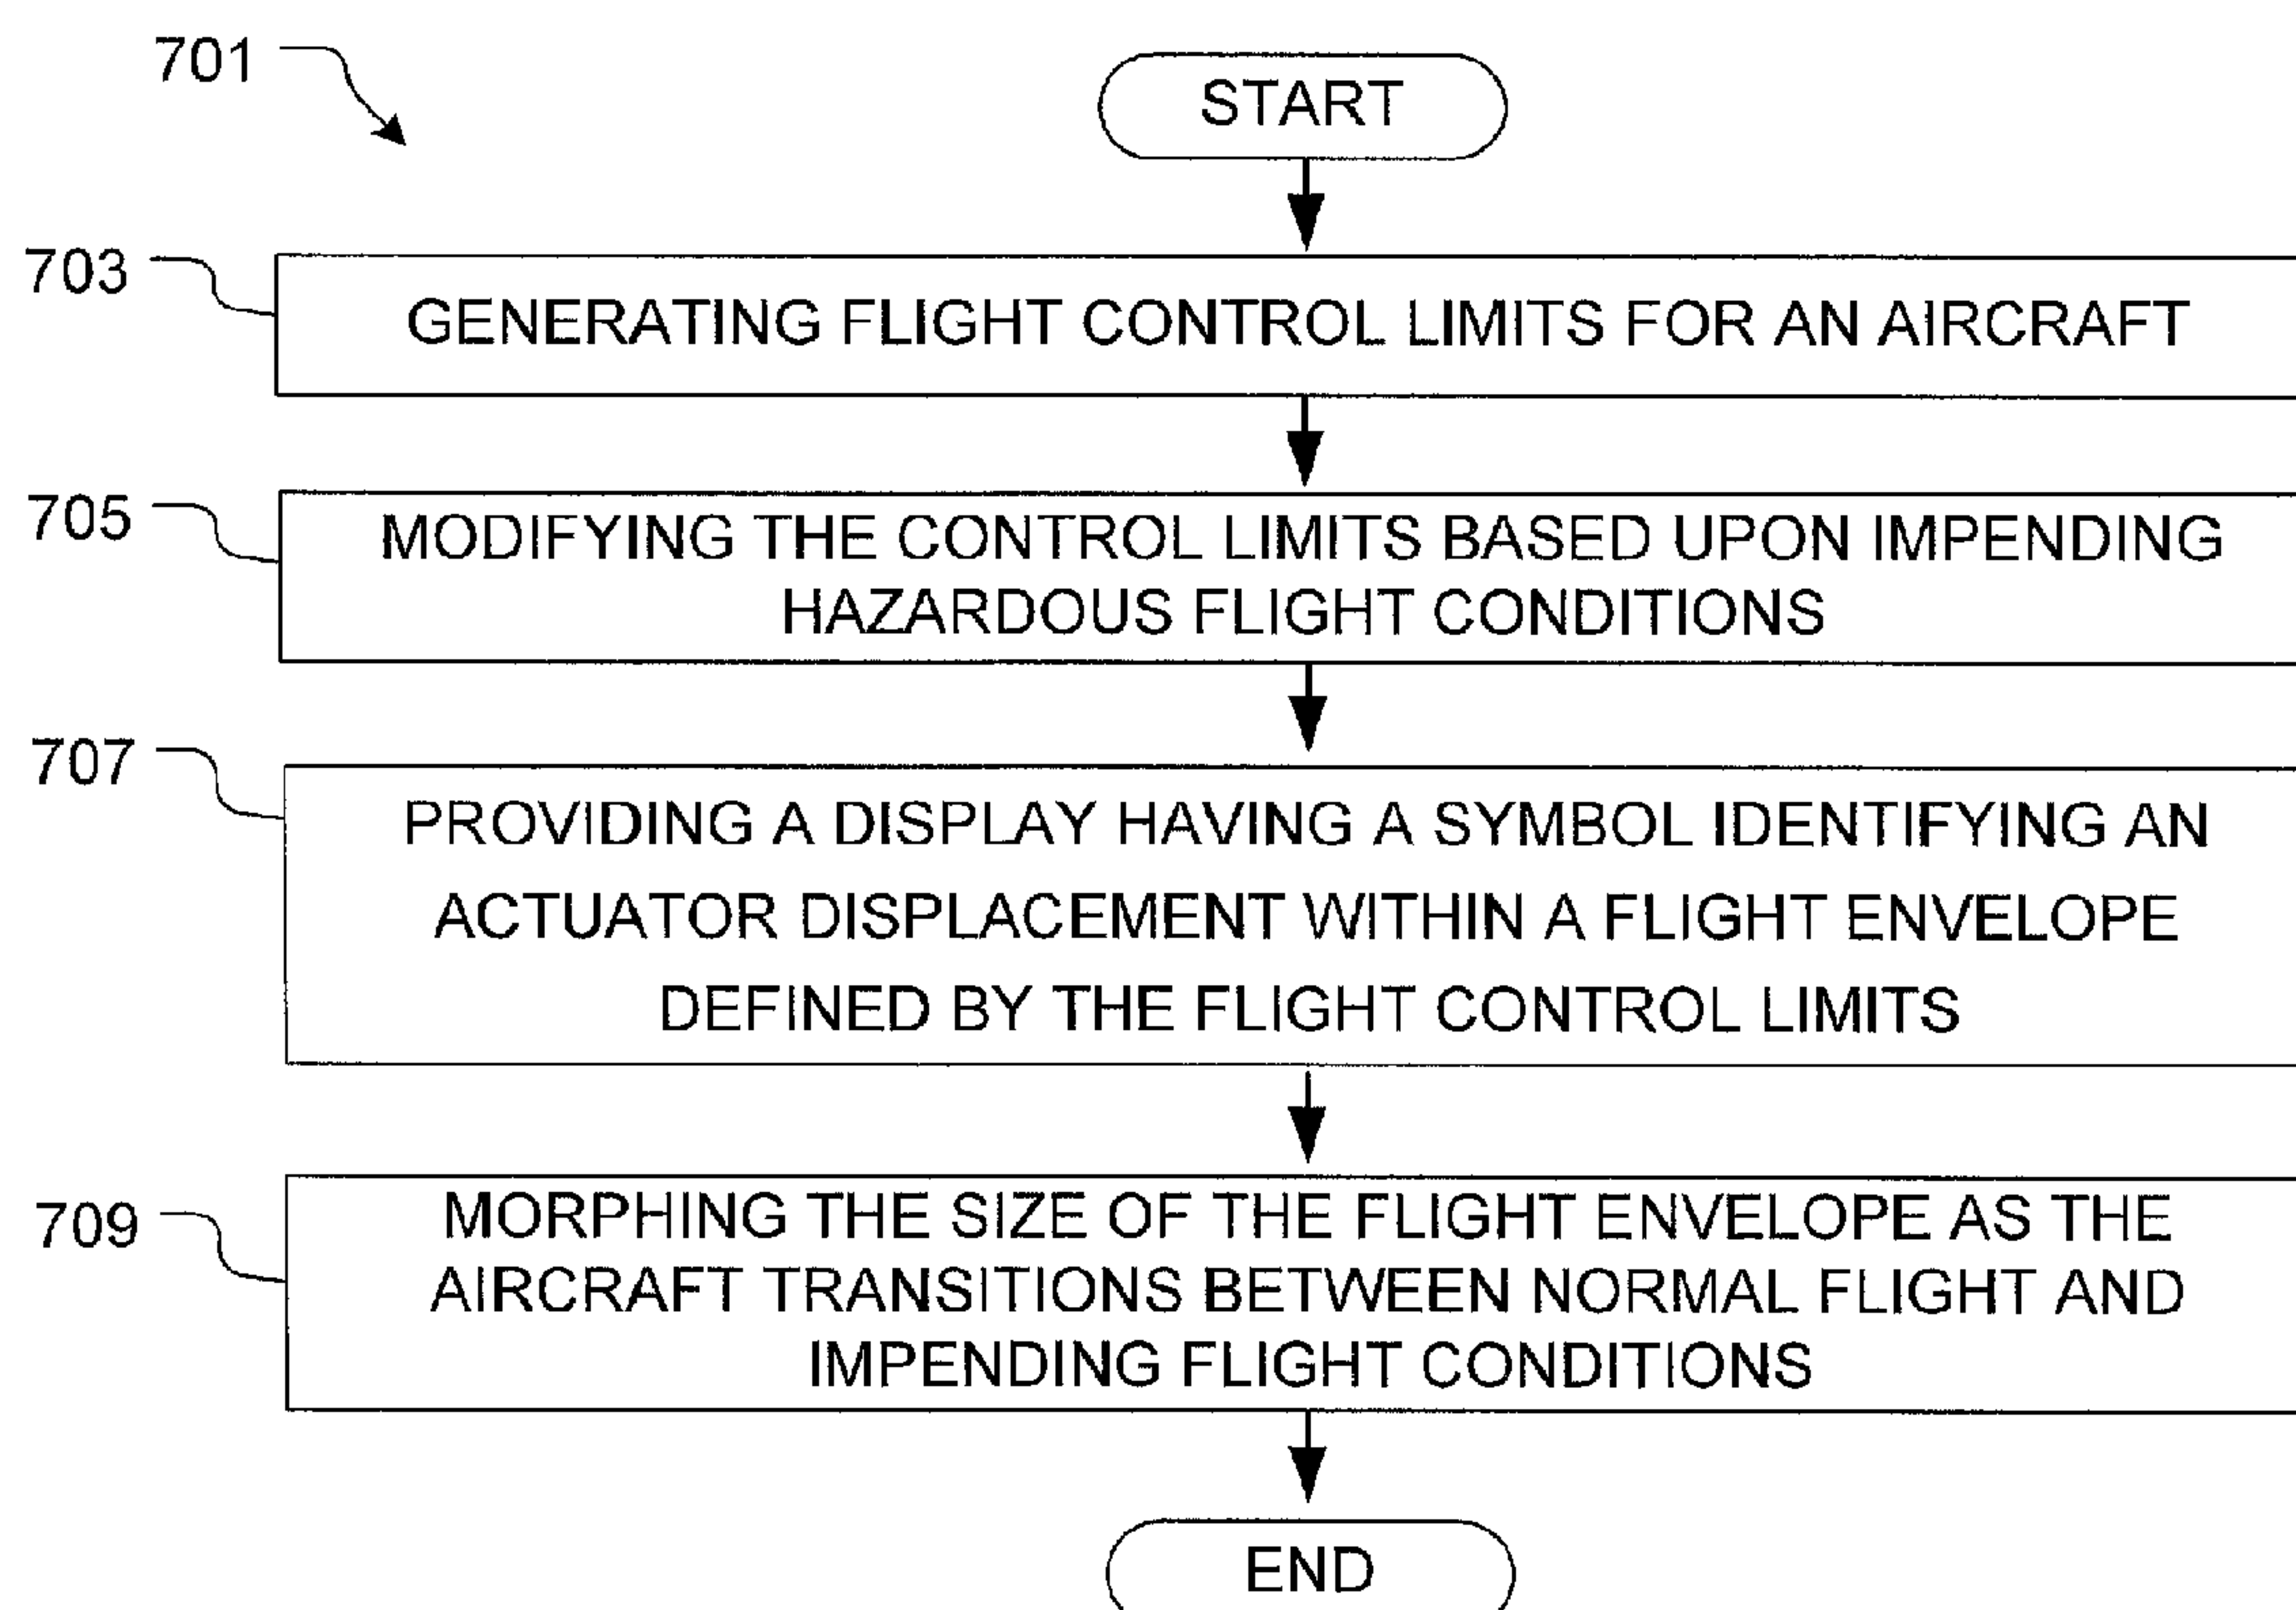 701
START
703
GENERATING FLIGHT CONTROL LIMITS FOR AN AIRCRAFT
705
MODIFYING THE CONTROL LIMITS BASED UPON IMPENDING
HAZARDOUS FLIGHT CONDITIONS
707
PROVIDING A DISPLAY HAVING A SYMBOL IDENTIFYING AN
ACTUATOR DISPLACEMENT WITHIN A FLIGHT ENVELOPE
DEFINED BY THE FLIGHT CONTROL LIMITS
709
MORPHING THE SIZE OF THE FLIGHT ENVELOPE AS THE
AIRCRAFT TRANSITIONS BETWEEN NORMAL FLIGHT AND
IMPENDING FLIGHT CONDITIONS
END